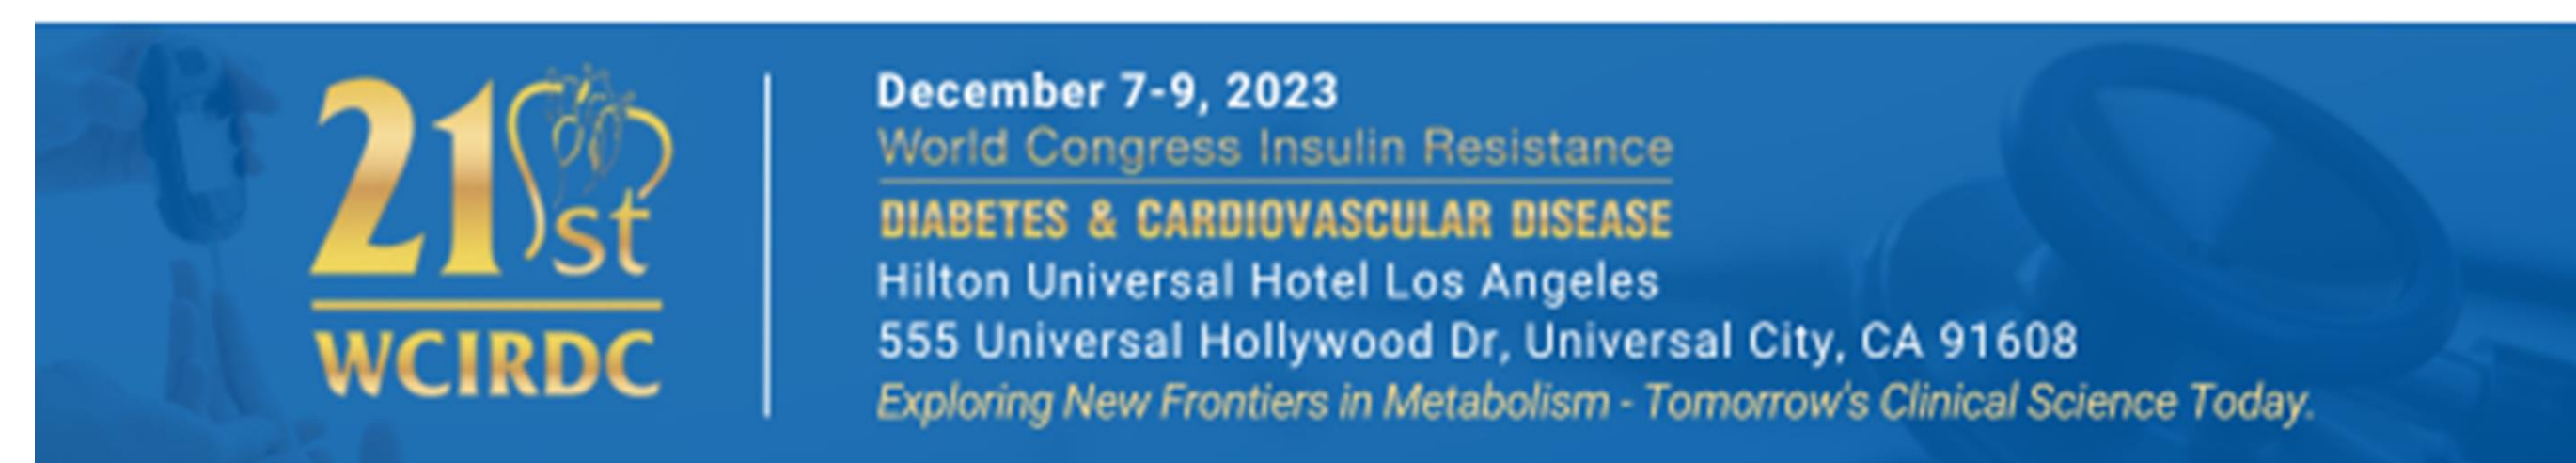 21st
WCIRDC
December 7-9, 2023
World Congress Insulin Resistance
DIABETES & CARDIOVASCULAR DISEASE
Hilton Universal Hotel Los Angeles
555 Universal Hollywood Dr, Universal City, CA 91608
Exploring New Frontiers in Metabolism - Tomorrow's Clinical Science Today.